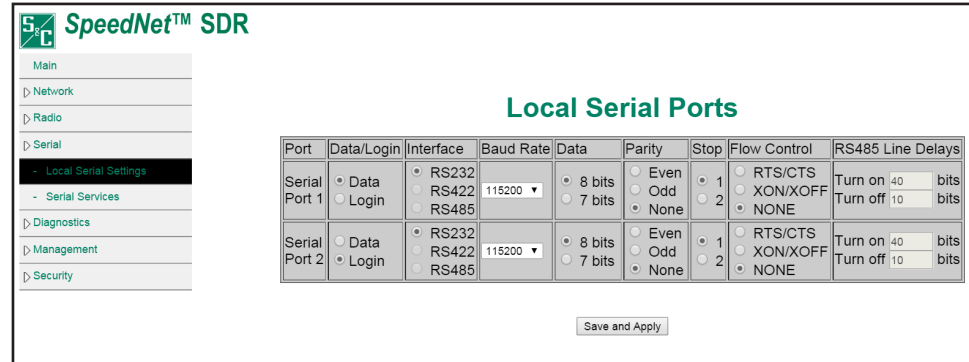 S&C SpeedNet™ SDR
Main
Network
Radio
Serial
- Local Serial Settings
- Serial Services
Diagnostics
Management
Security
Local Serial Ports
Port Data/Login Interface Baud Rate Data Parity Stop Flow Control RS485 Line Delays
Serial Port 1 Data Login RS232 RS422 RS485 115200 8 bits 7 bits Even Odd None 1 2 RTS/CTS XON/XOFF NONE Turn on 40 bits Turn off 10 bits
Serial Port 2 Data Login RS232 RS422 RS485 115200 8 bits 7 bits Even Odd None 1 2 RTS/CTS XON/XOFF NONE Turn on 40 bits Turn off 10 bits
Save and Apply